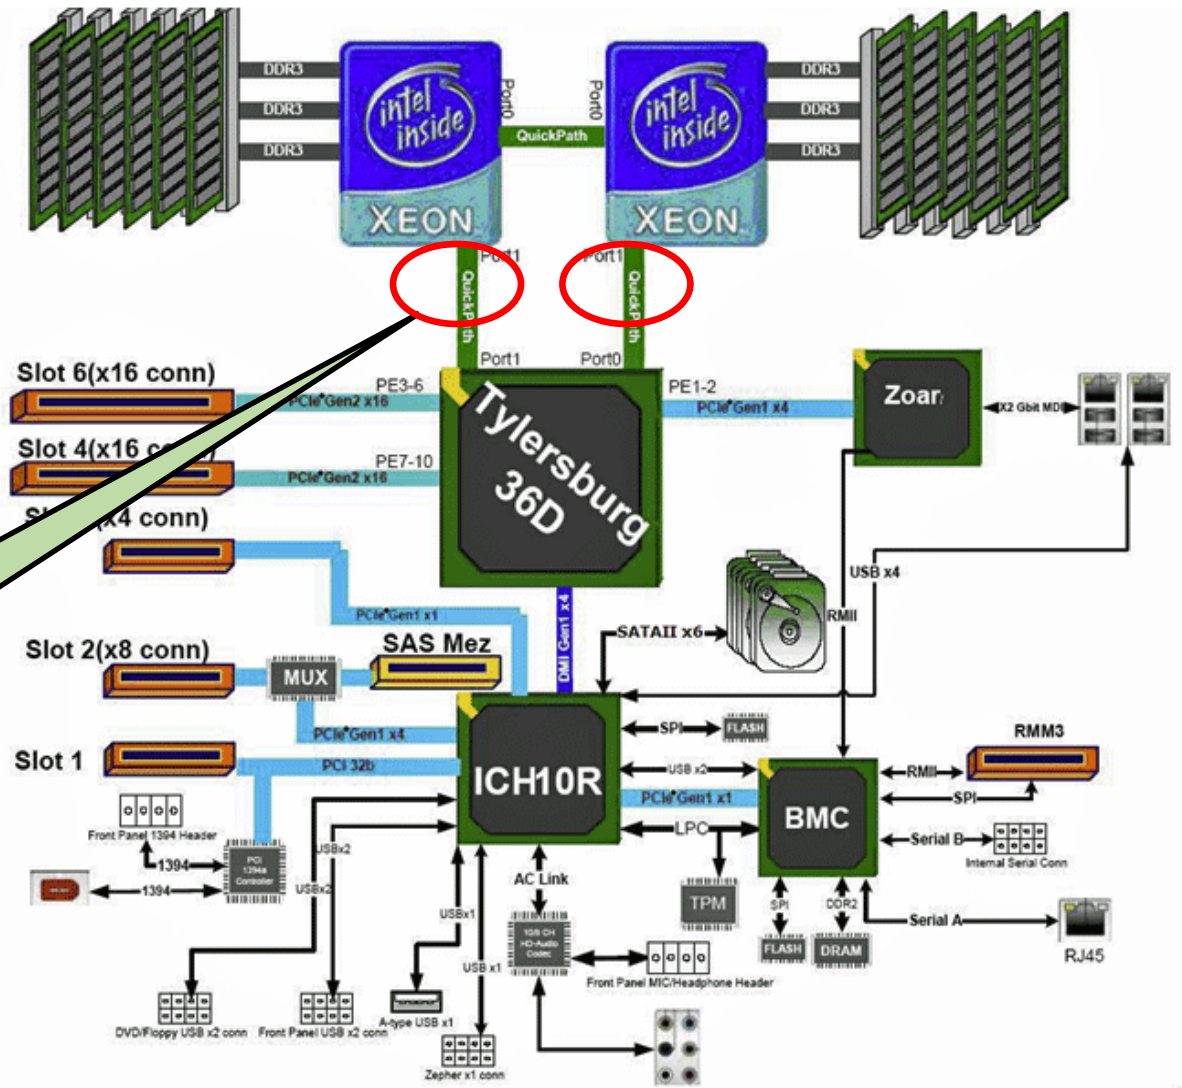 DDR3
DDR3
DDR3
intel
inside
XEON
Port0
QuickPath
Port0
intel
inside
XEON
DDR3
DDR3
DDR3
Port1
QuickPath
Port1
QuickPath
Port1
Port0
Slot 6(x16 conn)
PE3-6
PCIe*Gen2 x16
Slot 4(x16 conn)
PE7-10
PCIe*Gen2 x16
(x4 conn)
PCIe*Gen1 x1
Tylersburg
36D
PE1-2
PCIe*Gen1 x4
Zoar
X2 Gbit MDI
USB x4
RMII
SATAII x6
DMI Gen1 x4
Slot 2(x8 conn)
MUX
SAS Mez
PCIe*Gen1 x4
Slot 1
PCI 32b
ICH10R
SPI
FLASH
USB x2
PCIe*Gen1 x1
LPC
BMC
RMM3
RMII
SPI
Serial B
Internal Serial Conn
Serial A
RJ45
TPM
SPI
FLASH
DDR2
DRAM
Front Panel 1394 Header
1394
1394
PCI
1394a
Controller
USBx2
USBx2
USBx1
USB x1
AC Link
HD-Audio
Codec
Front Panel MIC/Headphone Header
DVD/Floppy USB x2 conn
Front Panel USB x2 conn
A-type USB x1
Zepher x1 conn